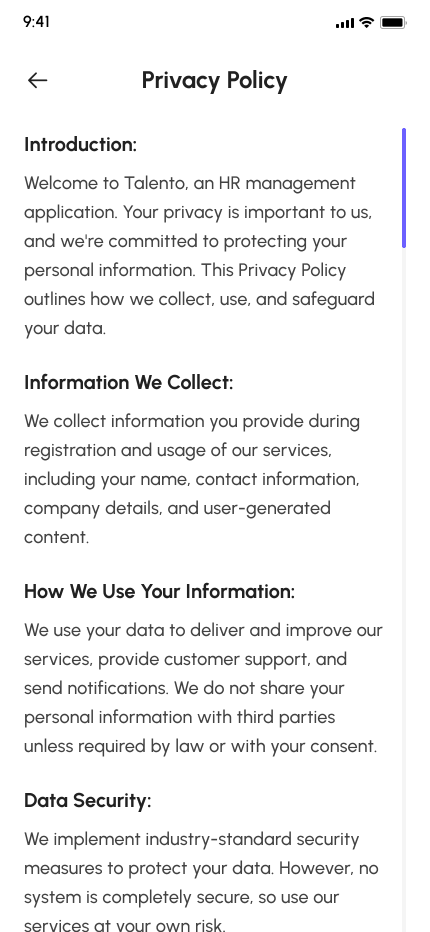 9:41
Privacy Policy
Introduction:
Welcome to Talento, an HR management
application. Your privacy is important to us,
and we're committed to protecting your
personal information. This Privacy Policy
outlines how we collect, use, and safeguard
your data.
Information We Collect:
We collect information you provide during
registration and usage of our services,
including your name, contact information,
company details, and user-generated
content.
How We Use Your Information:
We use your data to deliver and improve our
services, provide customer support, and
send notifications. We do not share your
personal information with third parties
unless required by law or with your consent.
Data Security:
We implement industry-standard security
measures to protect your data. However, no
system is completely secure, so use our
services at your own risk.